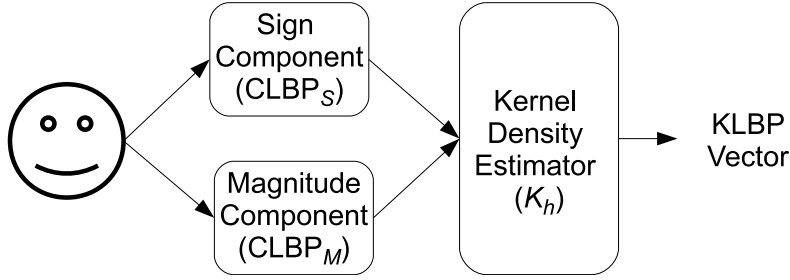 Sign
Component
(CLBP_S)
Magnitude
Component
(CLBP_M)
Kernel
Density
Estimator
(K_h)
KLBP
Vector